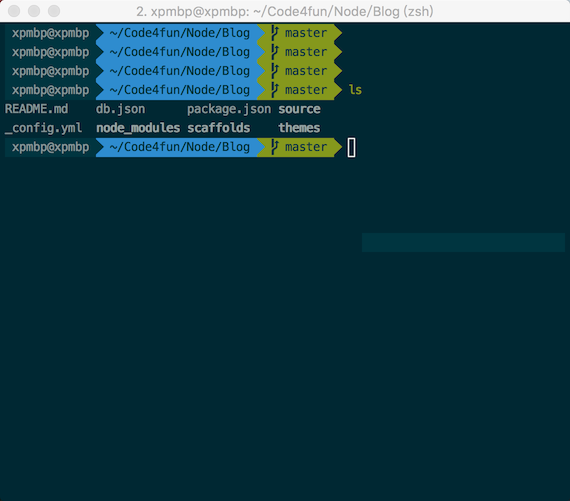 2. xpmbp@xpmbp: ~/Code4fun/Node/Blog (zsh)
xpmbp@xpmbp ~/Code4fun/Node/Blog master
xpmbp@xpmbp ~/Code4fun/Node/Blog master
xpmbp@xpmbp ~/Code4fun/Node/Blog master
xpmbp@xpmbp ~/Code4fun/Node/Blog master ls
README.md db.json package.json source
_config.yml node_modules scaffolds themes
xpmbp@xpmbp ~/Code4fun/Node/Blog master